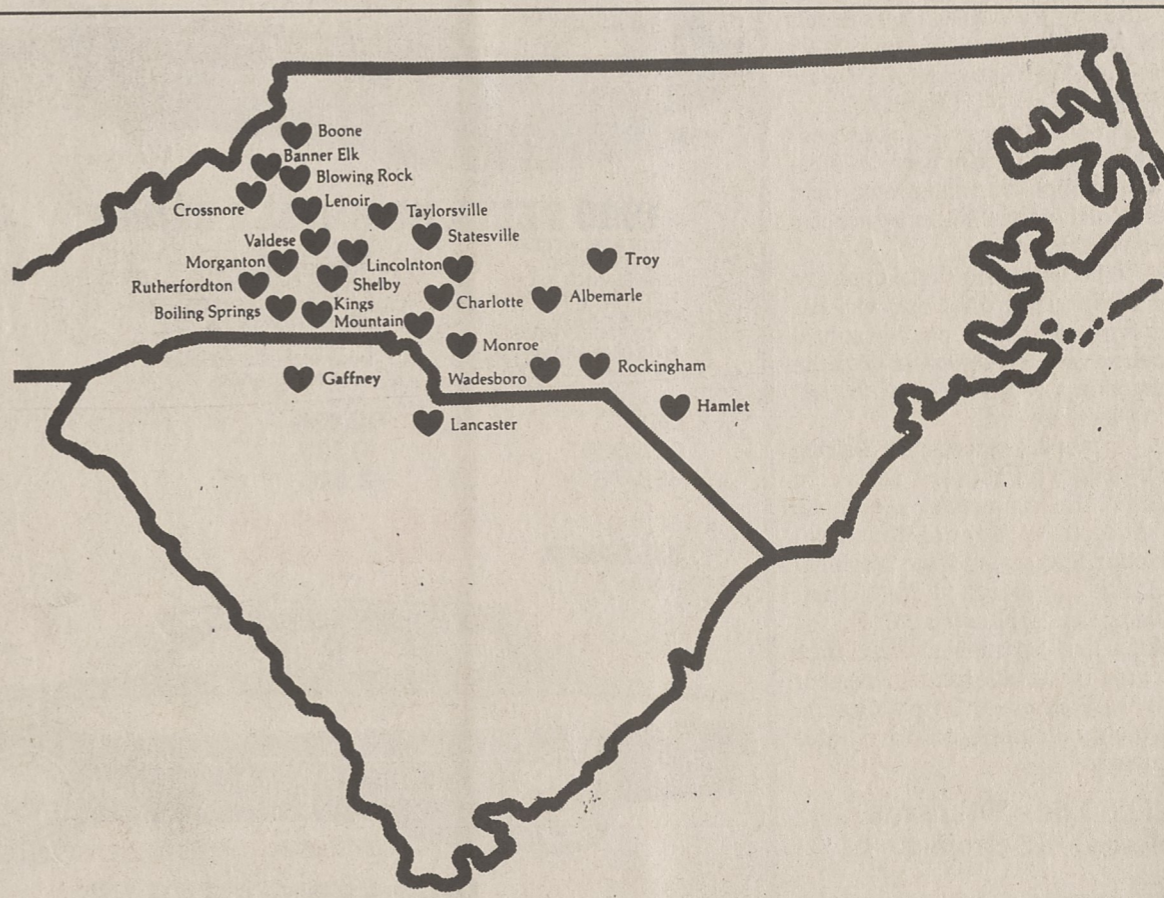 Boone
Banner Elk
Blowing Rock
Crossnore
Lenoir
Taylorsville
Valdese
Statesville
Morganton
Lincolnton
Troy
Rutherfordton
Shelby
Boiling Springs
Kings
Mountain
Charlotte
Albemarle
Monroe
Wadesboro
Rockingham
Gaffney
Hamlet
Lancaster